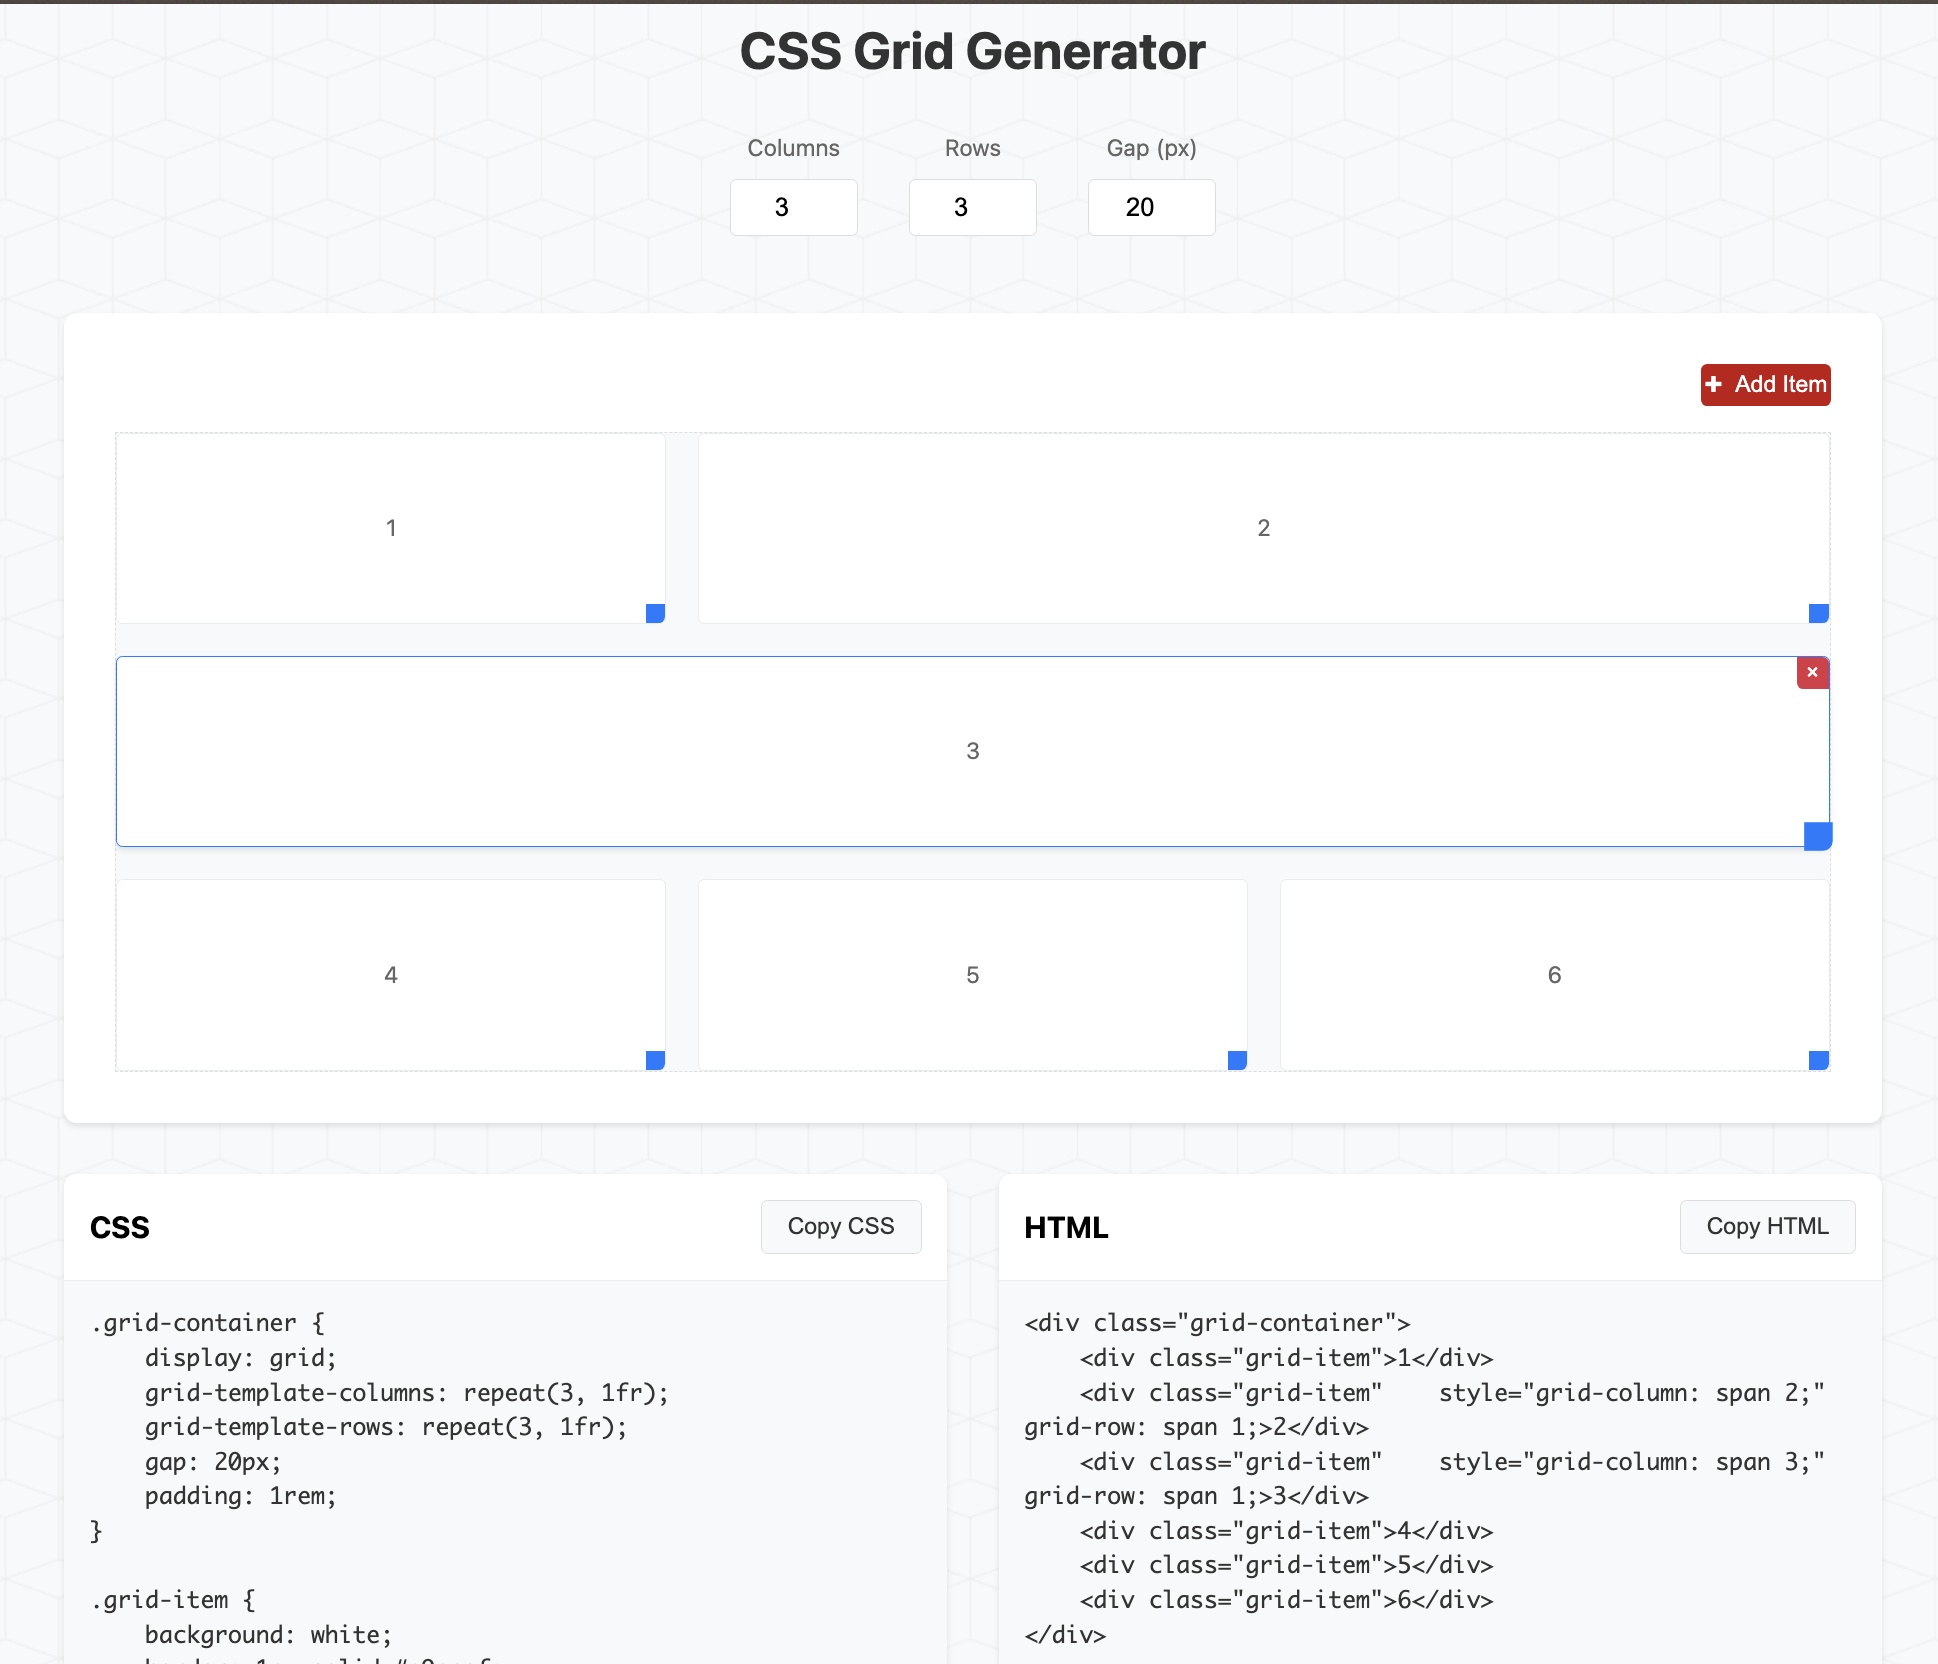 CSS Grid Generator
Columns Rows Gap (px)
3 3 20
Add Item
1 2
3
4 5 6
CSS
Copy CSS
.grid-container {
    display: grid;
    grid-template-columns: repeat(3, 1fr);
    grid-template-rows: repeat(3, 1fr);
    gap: 20px;
    padding: 1rem;
}
.grid-item {
    background: white;
HTML
Copy HTML
<div class="grid-container">
    <div class="grid-item">1</div>
    <div class="grid-item"    style="grid-column: span 2;"
grid-row: span 1;>2</div>
    <div class="grid-item"    style="grid-column: span 3;"
grid-row: span 1;>3</div>
    <div class="grid-item">4</div>
    <div class="grid-item">5</div>
    <div class="grid-item">6</div>
</div>